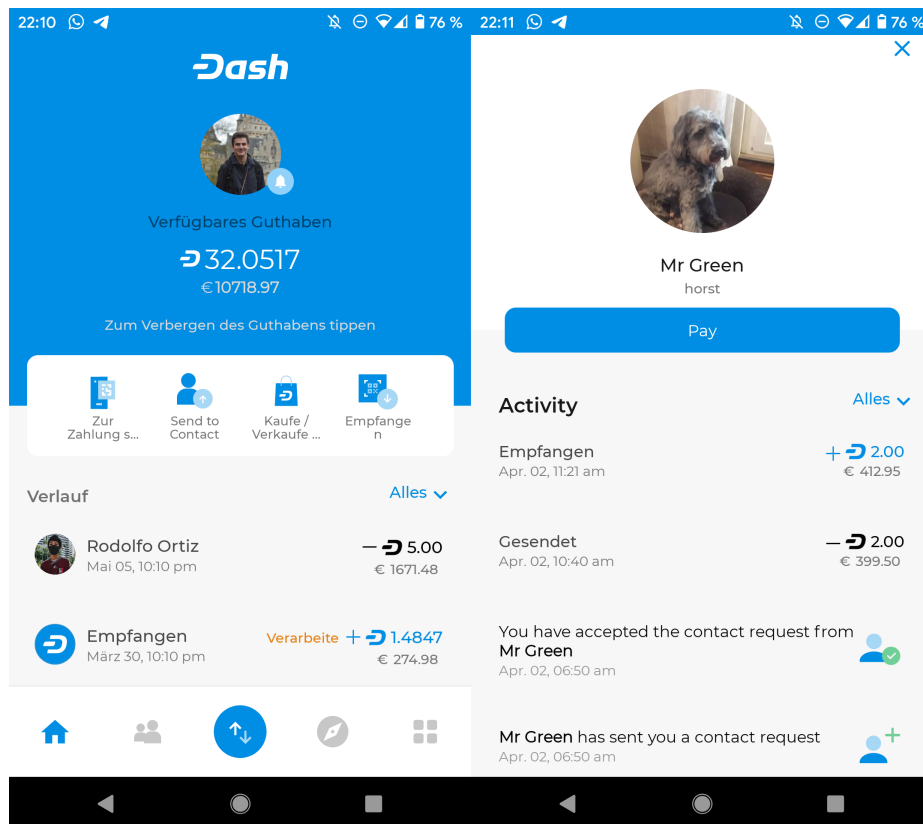 22:10
76 %
Dash
Verfügbares Guthaben
32.0517
€ 10718.97
Zum Verbergen des Guthabens tippen
Zur
Zahlung s...
Send to
Contact
Kaufe /
Verkaufe ...
Empfange
n
Verlauf
Alles
Rodolfo Ortiz
— 5.00
Mai 05, 10:10 pm
€ 1671.48
Empfangen
Verarbeite + 1.4847
März 30, 10:10 pm
€ 274.98
22:11
76 %
Mr Green
horst
Pay
Activity
Alles
Empfangen
+ 2.00
Apr. 02, 11:21 am
€ 412.95
Gesendet
— 2.00
Apr. 02, 10:40 am
€ 399.50
You have accepted the contact request from
Mr Green
Apr. 02, 06:50 am
Mr Green has sent you a contact request
Apr. 02, 06:50 am